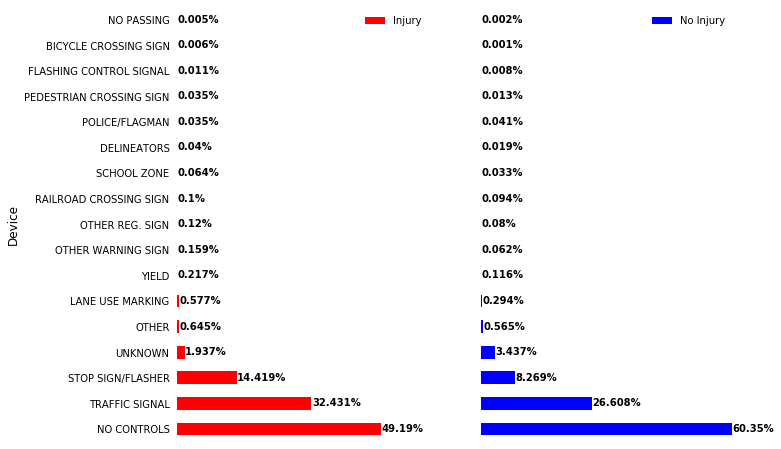 Injury
No Injury
Device
NO PASSING 0.005% 0.002%
BICYCLE CROSSING SIGN 0.006% 0.001%
FLASHING CONTROL SIGNAL 0.011% 0.008%
PEDESTRIAN CROSSING SIGN 0.035% 0.013%
POLICE/FLAGMAN 0.035% 0.041%
DELINEATORS 0.04% 0.019%
SCHOOL ZONE 0.064% 0.033%
RAILROAD CROSSING SIGN 0.1% 0.094%
OTHER REG. SIGN 0.12% 0.08%
OTHER WARNING SIGN 0.159% 0.062%
YIELD 0.217% 0.116%
LANE USE MARKING 0.577% 0.294%
OTHER 0.645% 0.565%
UNKNOWN 1.937% 3.437%
STOP SIGN/FLASHER 14.419% 8.269%
TRAFFIC SIGNAL 32.431% 26.608%
NO CONTROLS 49.19% 60.35%